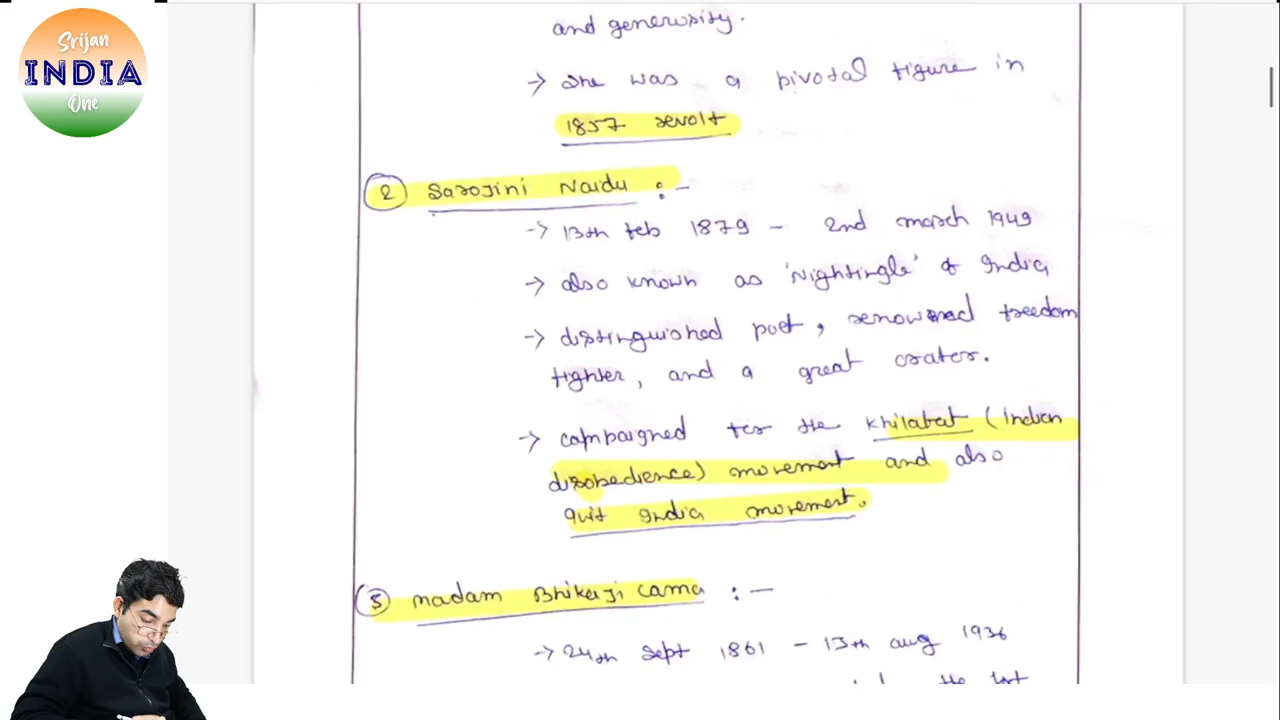 Srijan
INDIA
One
and generosity.
→ she was a pivotal figure in
1857 revolt
2 Sarojini Naidu :-
→ 13th feb 1879 - 2nd march 1949
→ also known as 'Nightingle' of India
→ distinguished poet, renowned freedom
fighter, and a great orator.
→ campaigned for the Khilafat (Indian
disobedience) movement and also
quit India movement.
3 madam Bhikaji cama :-
→ 24th sept 1861 - 13th aug 1936